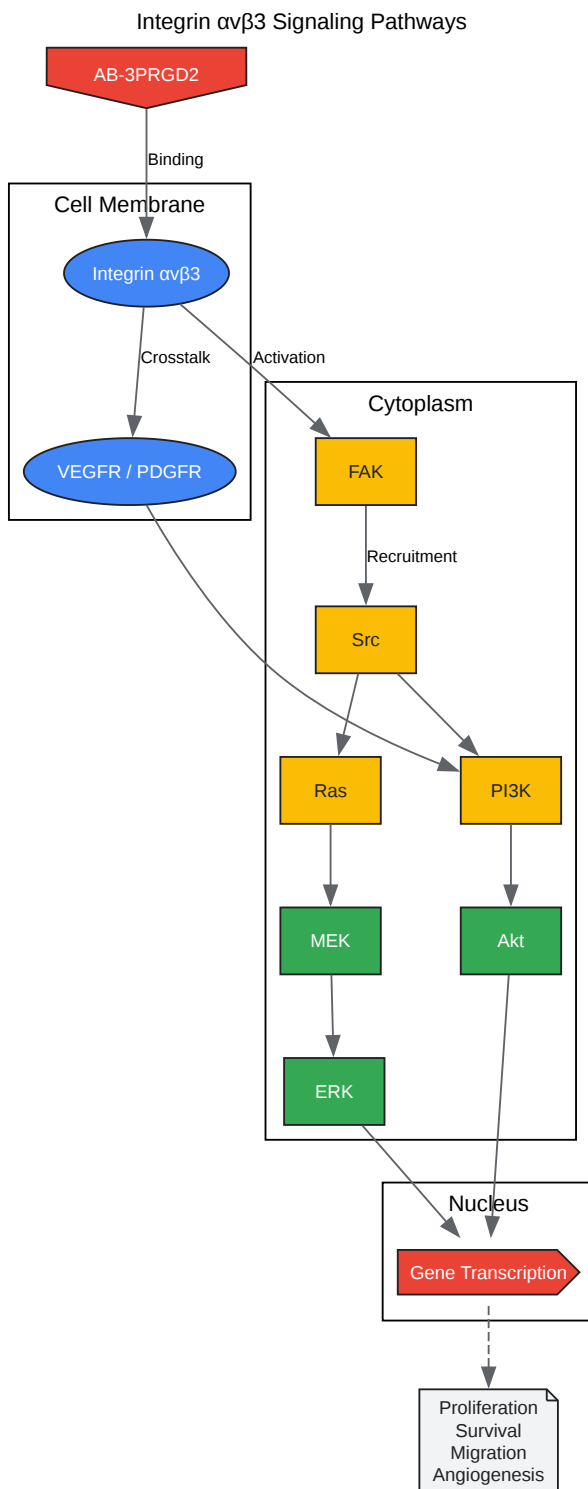 Integrin αvβ3 Signaling Pathways
AB-3PRGD2
Binding
Cell Membrane
Integrin αvβ3
Crosstalk
Activation
VEGFR / PDGFR
Cytoplasm
FAK
Recruitment
Src
Ras
PI3K
MEK
Akt
ERK
Nucleus
Gene Transcription
Proliferation
Survival
Migration
Angiogenesis